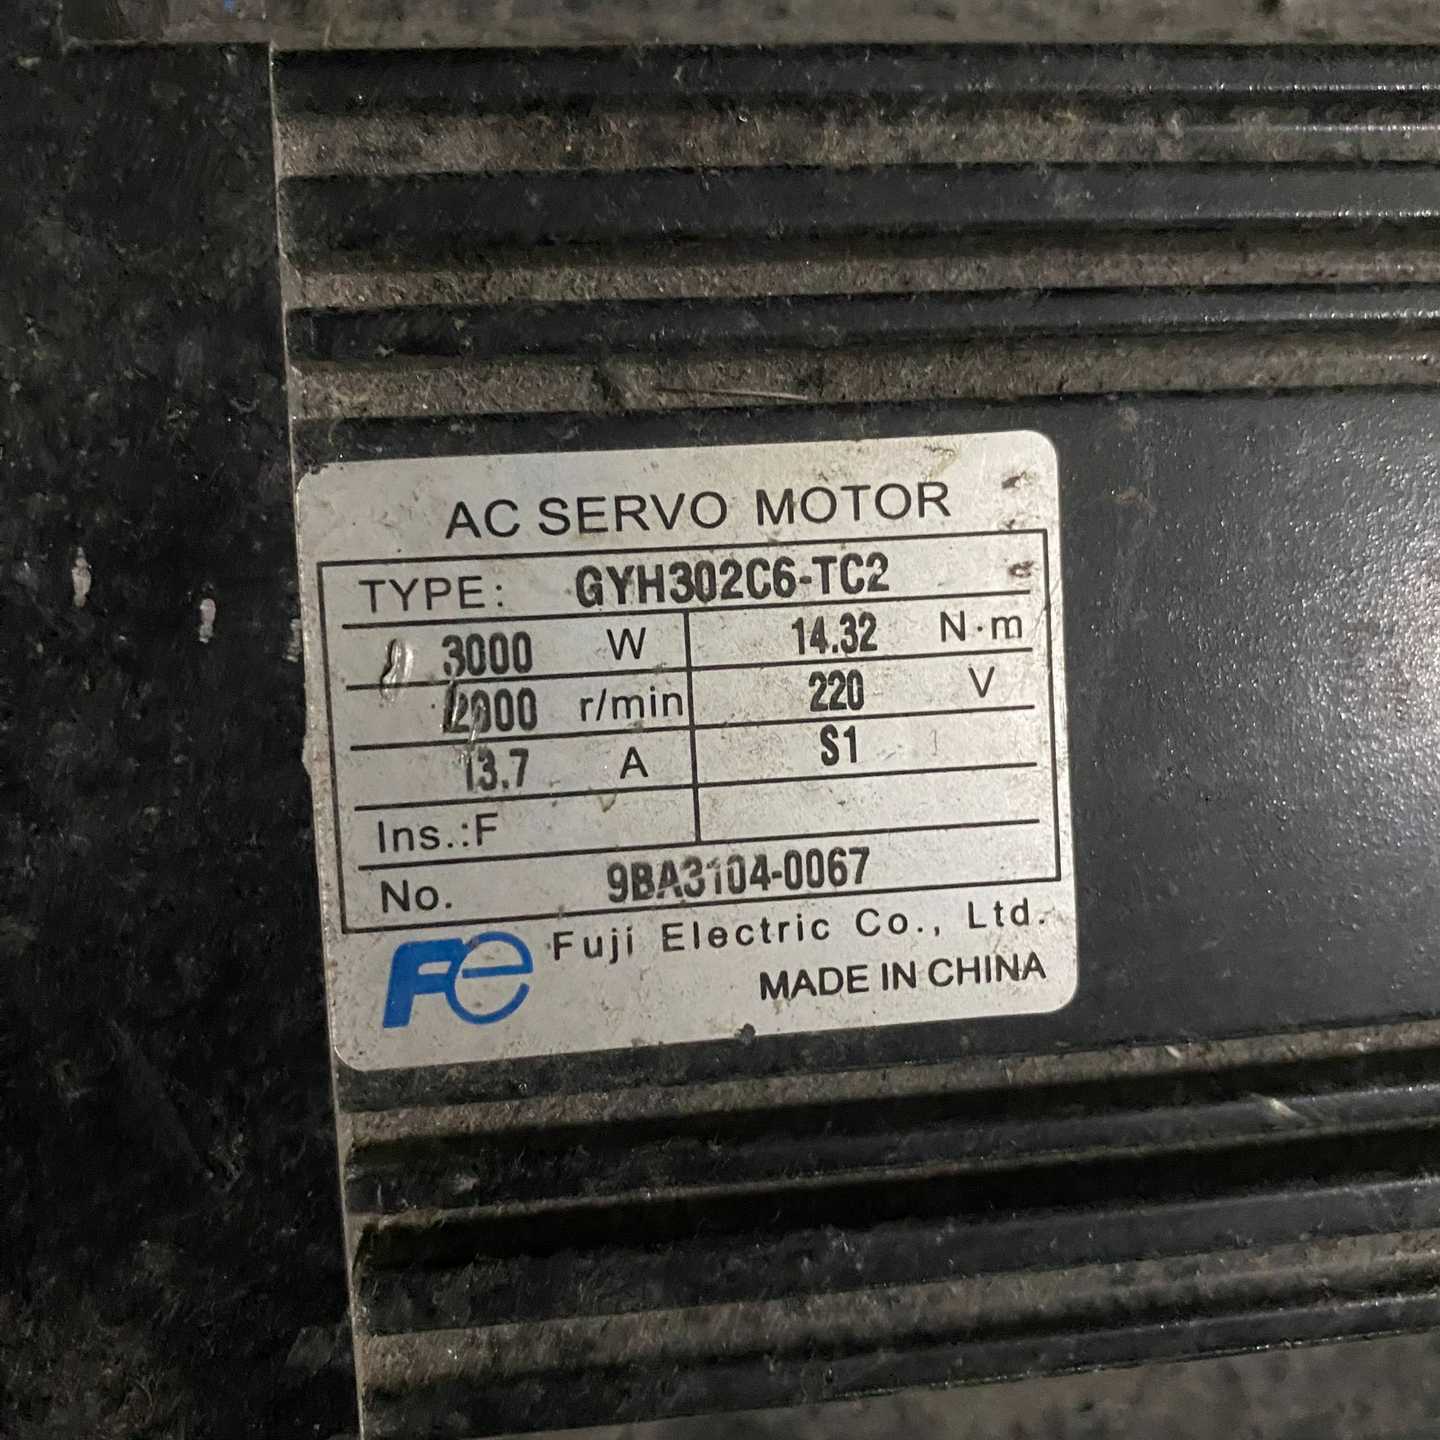 AC SERVO MOTOR
TYPE: GYH302C6-TC2
3000 W 14.32 N·m
2000 r/min 220 V
13.7 A S1
Ins.:F
No. 9BA3104-0067
Fe Fuji Electric Co., Ltd.
MADE IN CHINA